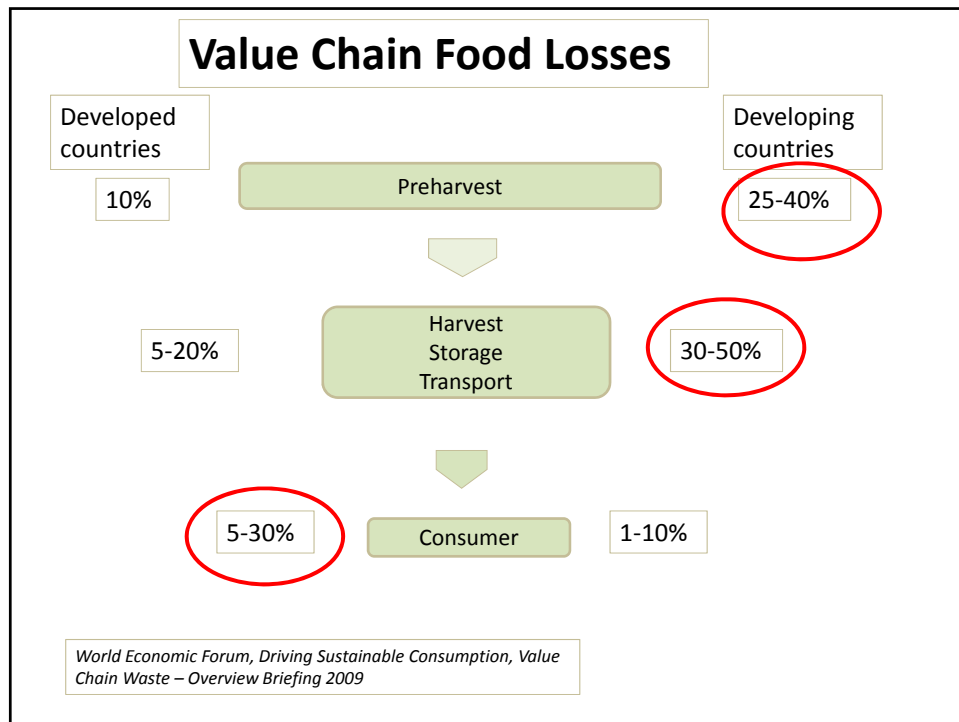 Value Chain Food Losses
Developed
countries
Developing
countries
10%
Preharvest
25-40%
5-20%
Harvest
Storage
Transport
30-50%
5-30%
Consumer
1-10%
World Economic Forum, Driving Sustainable Consumption, Value
Chain Waste – Overview Briefing 2009